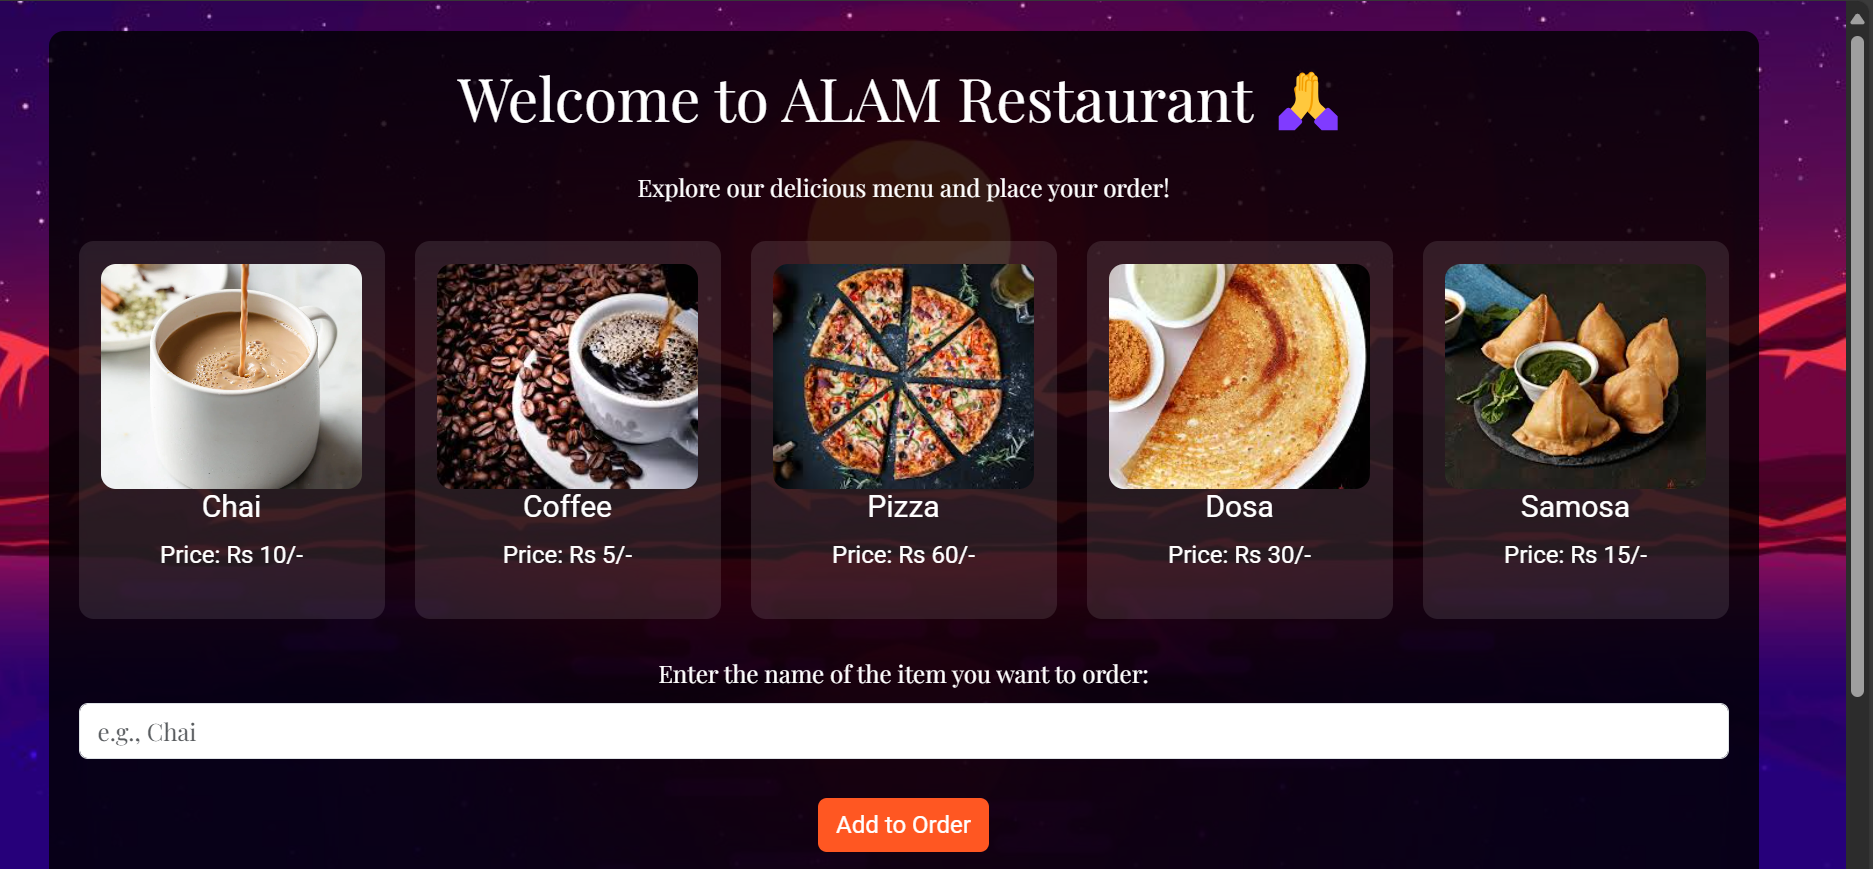 Welcome to ALAM Restaurant 🙏
Explore our delicious menu and place your order!
Chai
Price: Rs 10/-
Coffee
Price: Rs 5/-
Pizza
Price: Rs 60/-
Dosa
Price: Rs 30/-
Samosa
Price: Rs 15/-
Enter the name of the item you want to order:
e.g., Chai
Add to Order